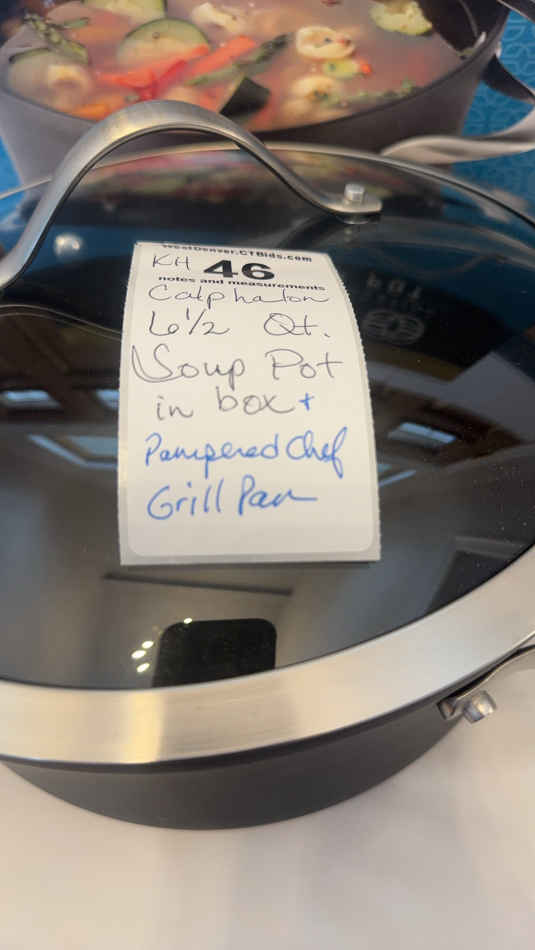 WestDenver.CTBids.com
KH 46
notes and measurements
Calphalon
6 1/2 Qt.
Soup Pot
in box +
Pampered Chef
Grill Pan